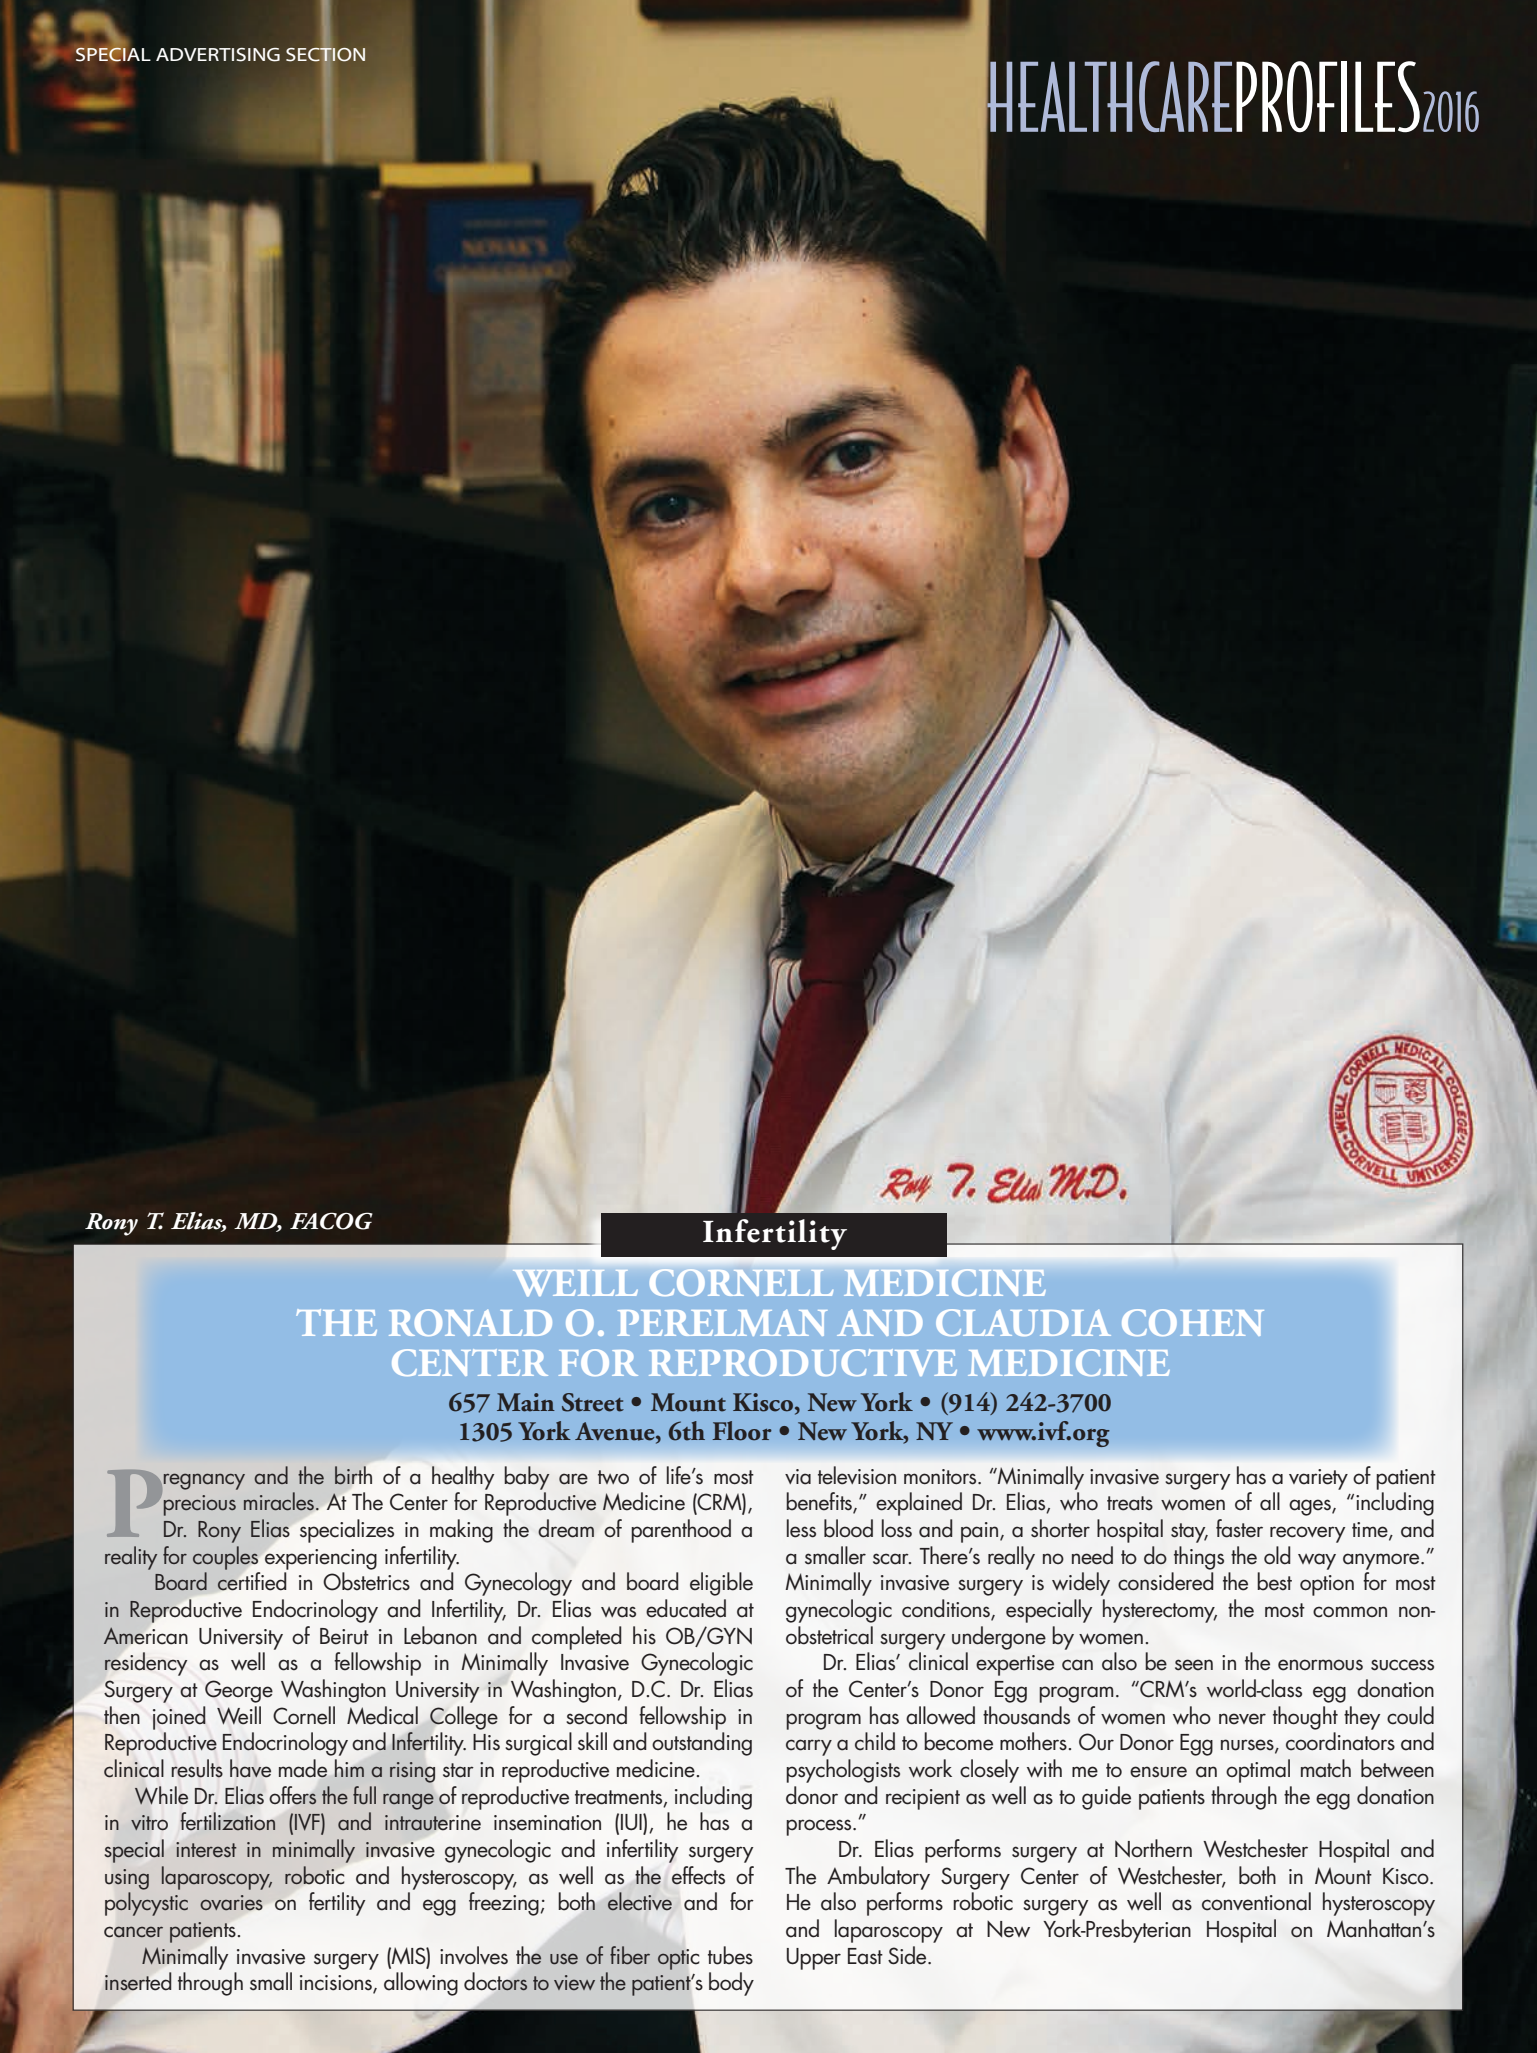 SPECIAL ADVERTISING SECTION
HEALTHCAREPROFILES2016
NOVAK'S
Rony T. Elias M.D.
WEILL CORNELL MEDICAL COLLEGE
CORNELL UNIVERSITY
Rony T. Elias, MD, FACOG
Infertility
WEILL CORNELL MEDICINE
THE RONALD O. PERELMAN AND CLAUDIA COHEN
CENTER FOR REPRODUCTIVE MEDICINE
657 Main Street • Mount Kisco, New York • (914) 242-3700
1305 York Avenue, 6th Floor • New York, NY • www.ivf.org
Pregnancy and the birth of a healthy baby are two of life’s most
precious miracles. At The Center for Reproductive Medicine (CRM),
Dr. Rony Elias specializes in making the dream of parenthood a
reality for couples experiencing infertility.
Board certified in Obstetrics and Gynecology and board eligible
in Reproductive Endocrinology and Infertility, Dr. Elias was educated at
American University of Beirut in Lebanon and completed his OB/GYN
residency as well as a fellowship in Minimally Invasive Gynecologic
Surgery at George Washington University in Washington, D.C. Dr. Elias
then joined Weill Cornell Medical College for a second fellowship in
Reproductive Endocrinology and Infertility. His surgical skill and outstanding
clinical results have made him a rising star in reproductive medicine.
While Dr. Elias offers the full range of reproductive treatments, including
in vitro fertilization (IVF) and intrauterine insemination (IUI), he has a
special interest in minimally invasive gynecologic and infertility surgery
using laparoscopy, robotic and hysteroscopy, as well as the effects of
polycystic ovaries on fertility and egg freezing; both elective and for
cancer patients.
Minimally invasive surgery (MIS) involves the use of fiber optic tubes
inserted through small incisions, allowing doctors to view the patient’s body
via television monitors. “Minimally invasive surgery has a variety of patient
benefits,” explained Dr. Elias, who treats women of all ages, “including
less blood loss and pain, a shorter hospital stay, faster recovery time, and
a smaller scar. There’s really no need to do things the old way anymore.”
Minimally invasive surgery is widely considered the best option for most
gynecologic conditions, especially hysterectomy, the most common non-
obstetrical surgery undergone by women.
Dr. Elias’ clinical expertise can also be seen in the enormous success
of the Center’s Donor Egg program. “CRM’s world-class egg donation
program has allowed thousands of women who never thought they could
carry a child to become mothers. Our Donor Egg nurses, coordinators and
psychologists work closely with me to ensure an optimal match between
donor and recipient as well as to guide patients through the egg donation
process.”
Dr. Elias performs surgery at Northern Westchester Hospital and
The Ambulatory Surgery Center of Westchester, both in Mount Kisco.
He also performs robotic surgery as well as conventional hysteroscopy
and laparoscopy at New York-Presbyterian Hospital on Manhattan’s
Upper East Side.